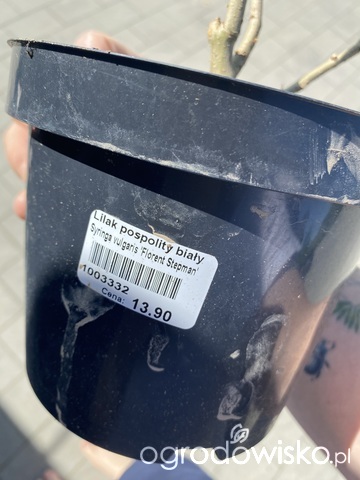 Lilak pospolity biały
Syringa vulgaris 'Florent Stepman'
1003332
Cena: 13.90
ogrodowisko.pl